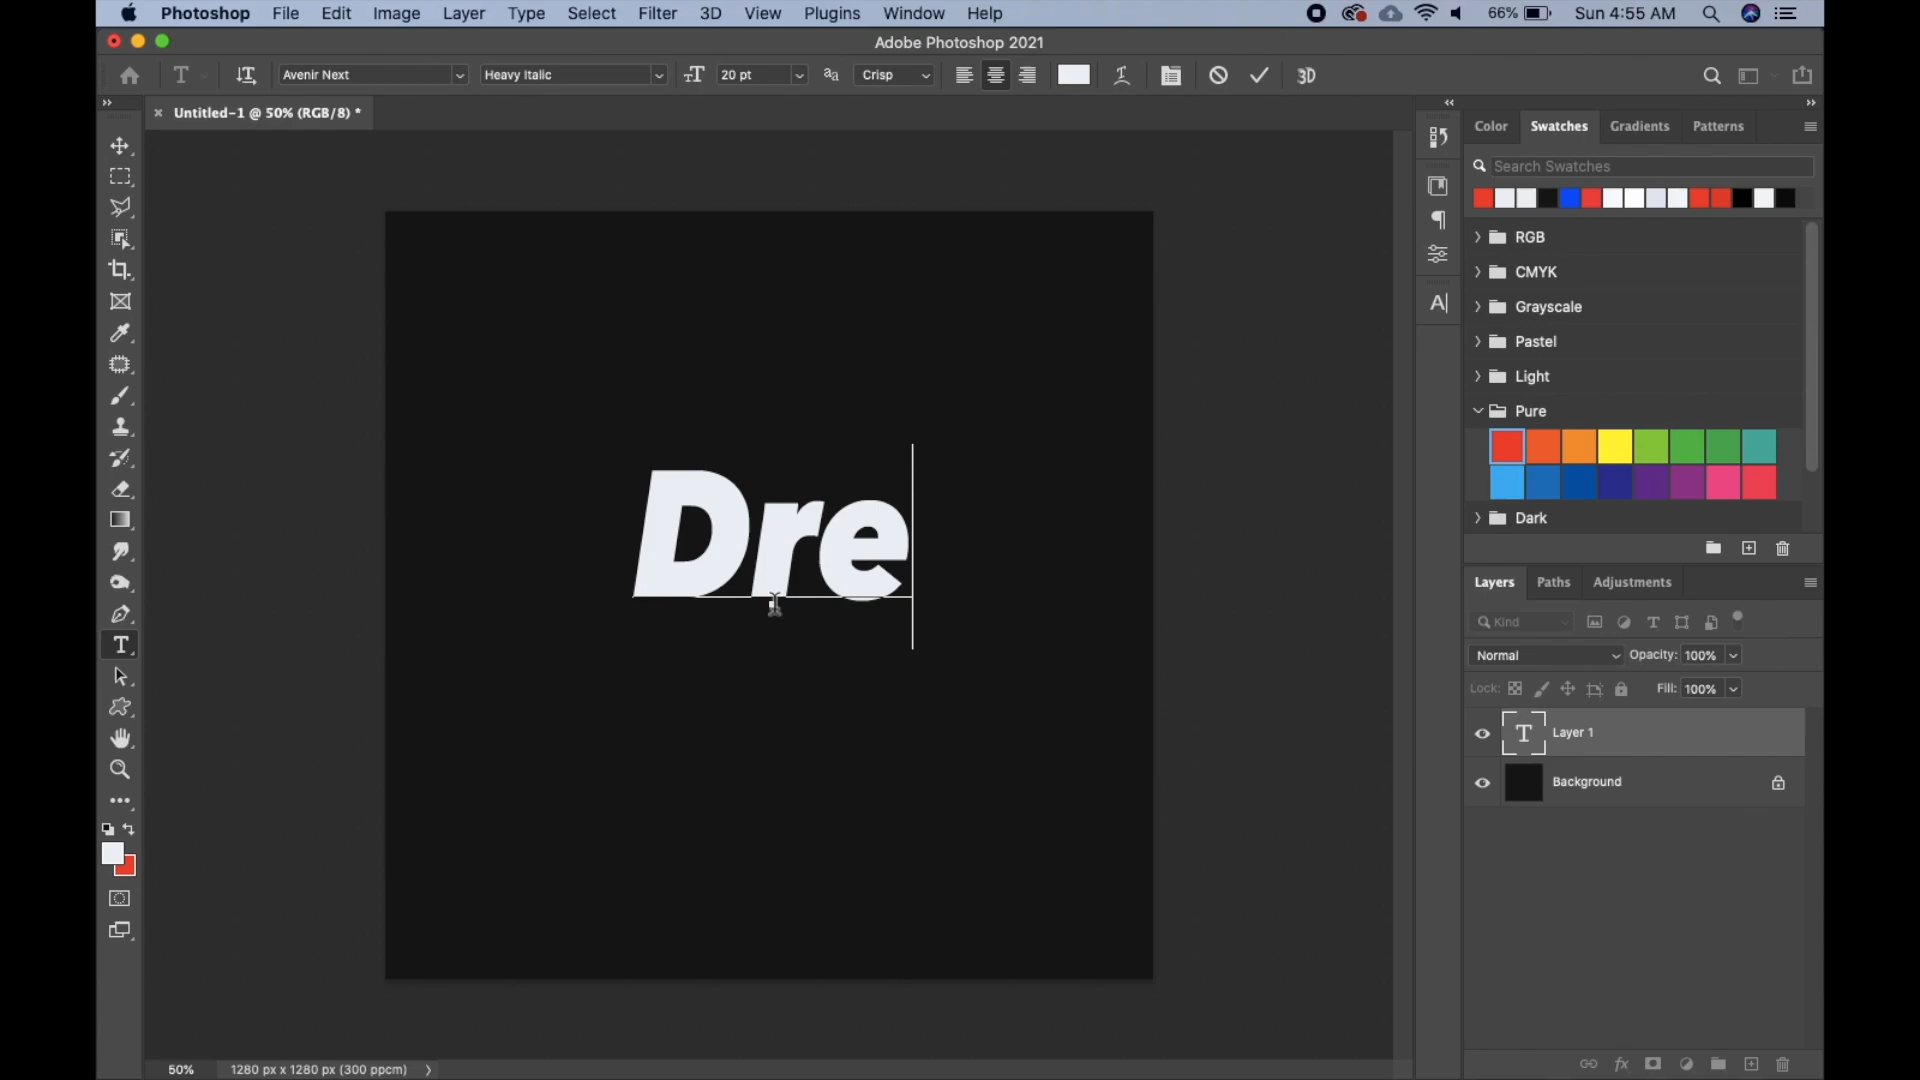 Photoshop File Edit Image Layer Type Select Filter 3D View Plugins Window Help 66% Sun 4:55 AM
Adobe Photoshop 2021
Avenir Next Heavy Italic 20 pt aa Crisp 3D
Untitled-1 @ 50% (RGB/8) *
Color Swatches Gradients Patterns
Search Swatches
RGB
CMYK
Grayscale
Pastel
Light
Pure
Dark
Dre
Layers Paths Adjustments
Kind
Normal Opacity: 100%
Lock: Fill: 100%
Layer 1
Background
50% 1280 px x 1280 px (300 ppcm)